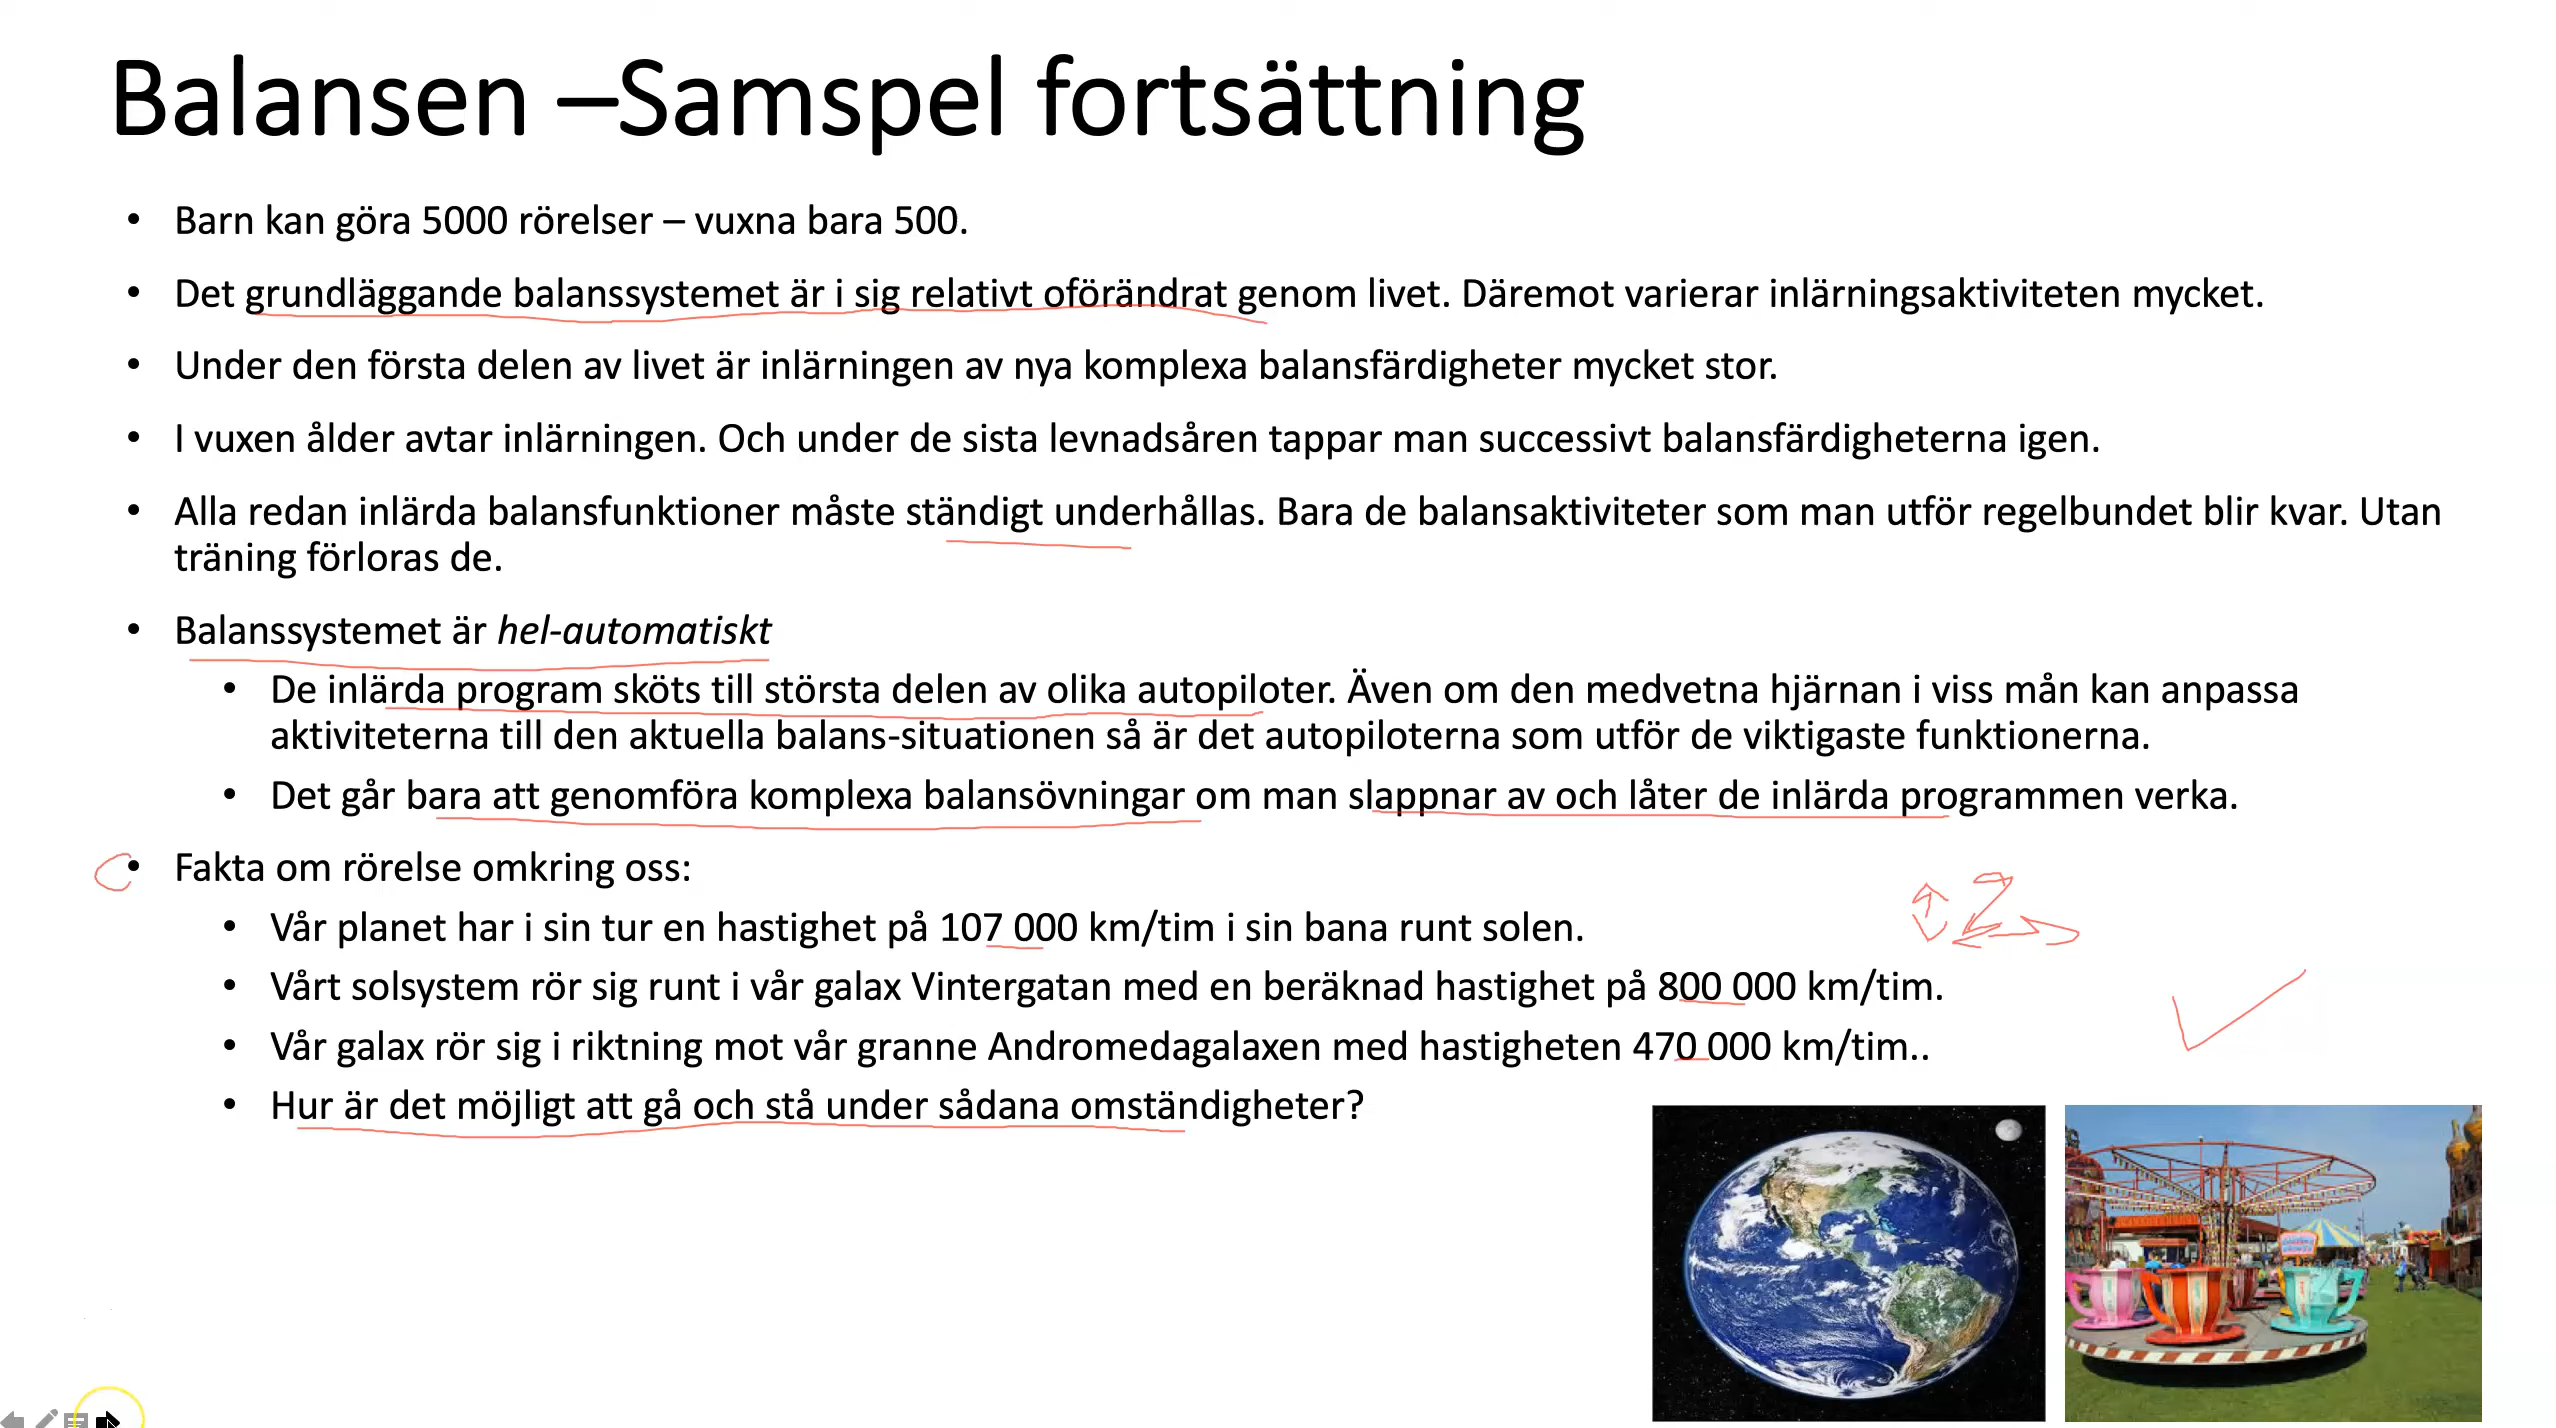 Balansen –Samspel fortsättning
• Barn kan göra 5000 rörelser – vuxna bara 500.
• Det grundläggande balanssystemet är i sig relativt oförändrat genom livet. Däremot varierar inlärningsaktiviteten mycket.
• Under den första delen av livet är inlärningen av nya komplexa balansfärdigheter mycket stor.
• I vuxen ålder avtar inlärningen. Och under de sista levnadsåren tappar man successivt balansfärdigheterna igen.
• Alla redan inlärda balansfunktioner måste ständigt underhållas. Bara de balansaktiviteter som man utför regelbundet blir kvar. Utan
träning förloras de.
• Balanssystemet är hel-automatiskt
• De inlärda program sköts till största delen av olika autopiloter. Även om den medvetna hjärnan i viss mån kan anpassa
aktiviteterna till den aktuella balans-situationen så är det autopiloterna som utför de viktigaste funktionerna.
• Det går bara att genomföra komplexa balansövningar om man slappnar av och låter de inlärda programmen verka.
• Fakta om rörelse omkring oss:
• Vår planet har i sin tur en hastighet på 107 000 km/tim i sin bana runt solen.
• Vårt solsystem rör sig runt i vår galax Vintergatan med en beräknad hastighet på 800 000 km/tim.
• Vår galax rör sig i riktning mot vår granne Andromedagalaxen med hastigheten 470 000 km/tim..
• Hur är det möjligt att gå och stå under sådana omständigheter?